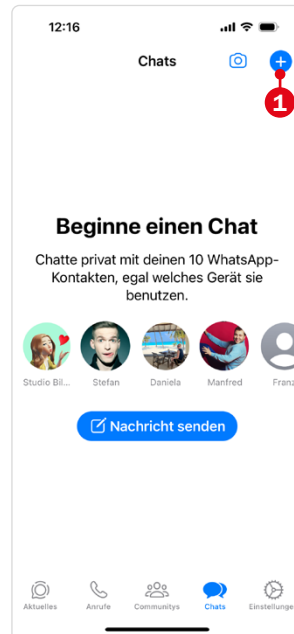 12:16
Chats
1
Beginne einen Chat
Chatte privat mit deinen 10 WhatsApp-
Kontakten, egal welches Gerät sie
benutzen.
Studio Bil... Stefan Daniela Manfred Franz
Nachricht senden
Aktuelles Anrufe Communitys Chats Einstellunge